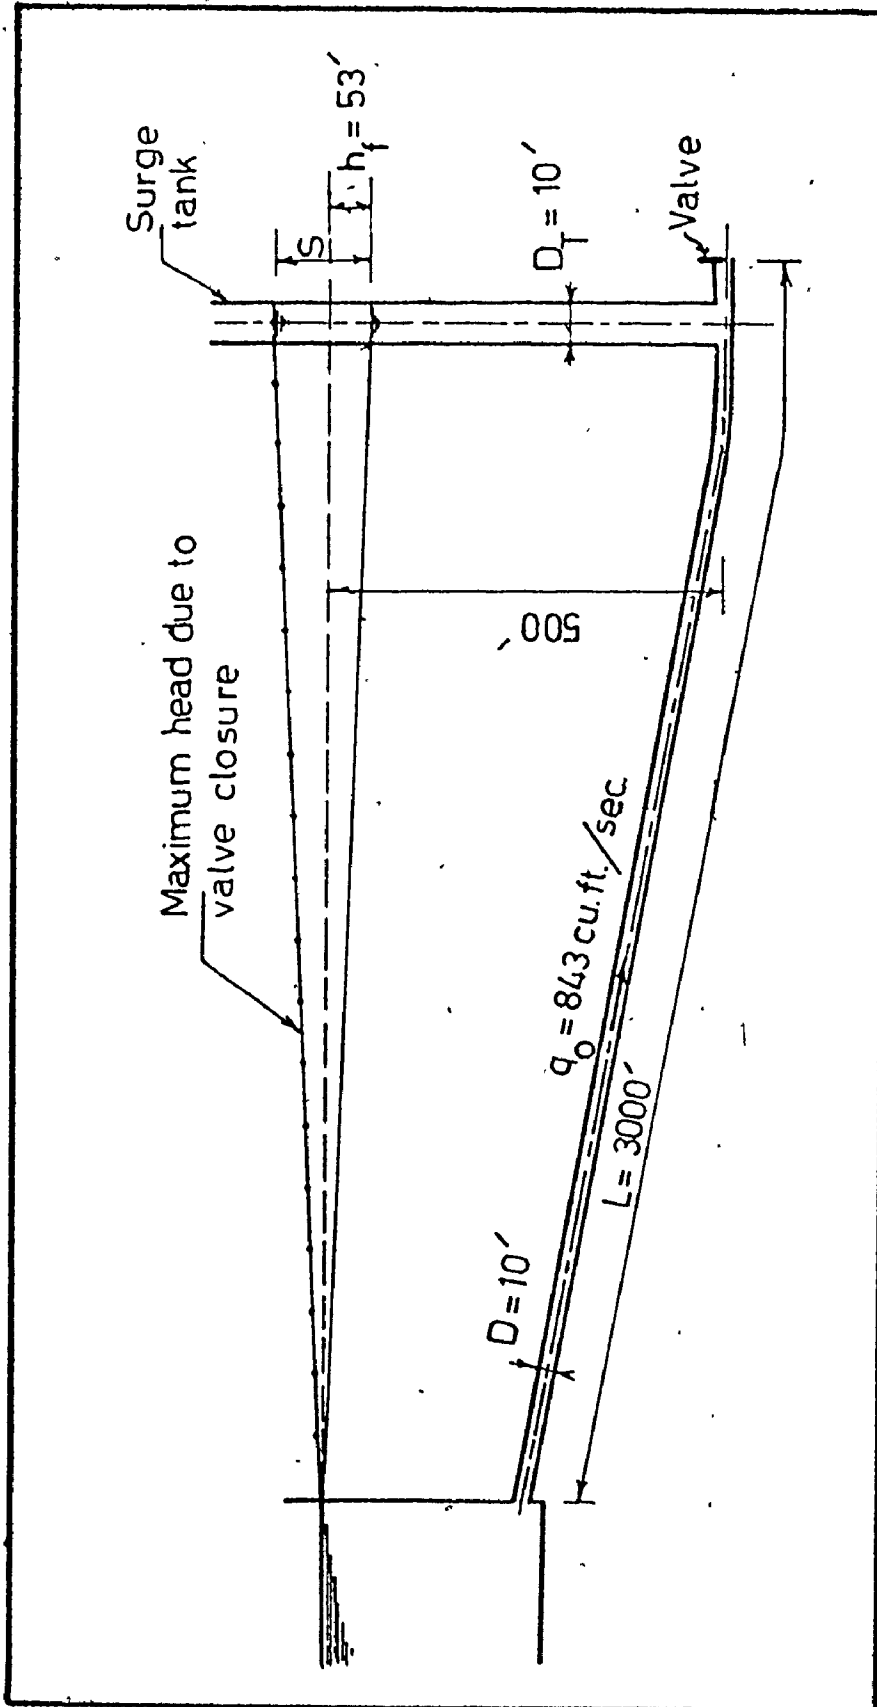 Surge
tank
h_f = 53′
S
Maximum head due to
valve closure
D_T = 10′
Valve
500′
q_o = 843 cu.ft./sec.
D = 10′
L = 3000′